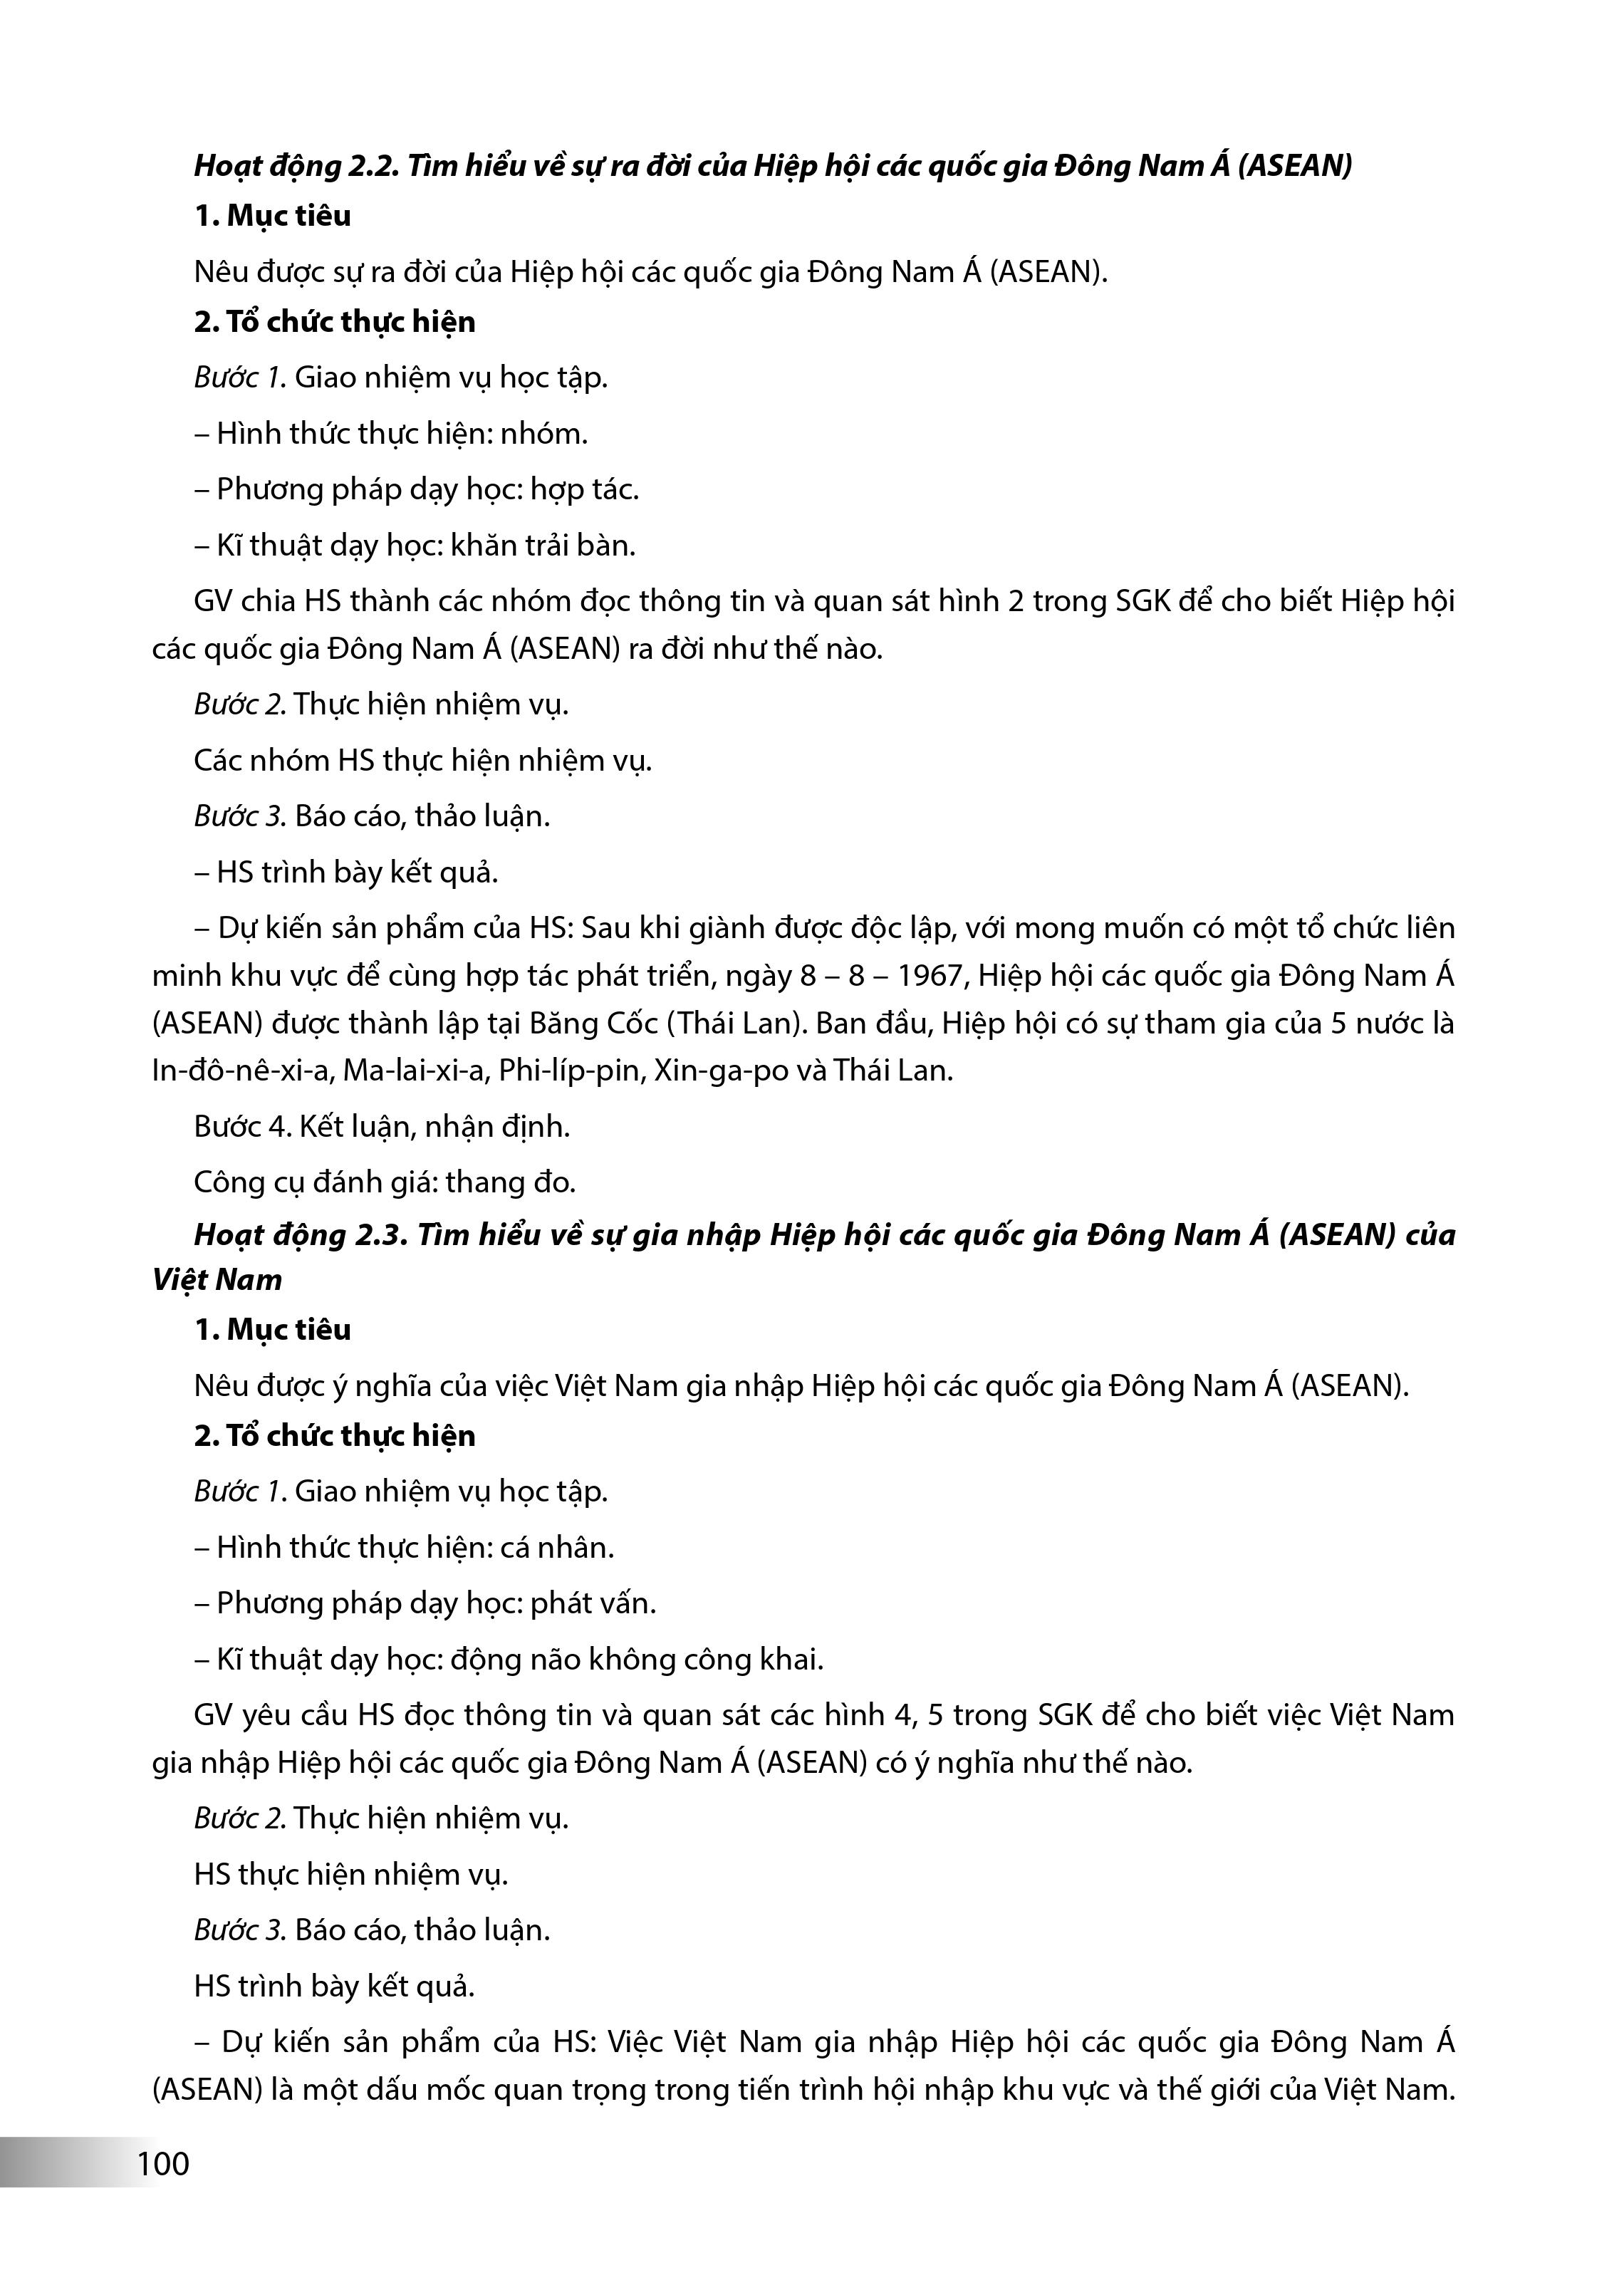 Hoạt động 2.2. Tìm hiểu về sự ra đời của Hiệp hội các quốc gia Đông Nam Á (ASEAN)
1. Mục tiêu
Nêu được sự ra đời của Hiệp hội các quốc gia Đông Nam Á (ASEAN).
2. Tổ chức thực hiện
Bước 1. Giao nhiệm vụ học tập.
– Hình thức thực hiện: nhóm.
– Phương pháp dạy học: hợp tác.
– Kĩ thuật dạy học: khăn trải bàn.
GV chia HS thành các nhóm đọc thông tin và quan sát hình 2 trong SGK để cho biết Hiệp hội
các quốc gia Đông Nam Á (ASEAN) ra đời như thế nào.
Bước 2. Thực hiện nhiệm vụ.
Các nhóm HS thực hiện nhiệm vụ.
Bước 3. Báo cáo, thảo luận.
– HS trình bày kết quả.
– Dự kiến sản phẩm của HS: Sau khi giành được độc lập, với mong muốn có một tổ chức liên
minh khu vực để cùng hợp tác phát triển, ngày 8 – 8 – 1967, Hiệp hội các quốc gia Đông Nam Á
(ASEAN) được thành lập tại Băng Cốc (Thái Lan). Ban đầu, Hiệp hội có sự tham gia của 5 nước là
In-đô-nê-xi-a, Ma-lai-xi-a, Phi-líp-pin, Xin-ga-po và Thái Lan.
Bước 4. Kết luận, nhận định.
Công cụ đánh giá: thang đo.
Hoạt động 2.3. Tìm hiểu về sự gia nhập Hiệp hội các quốc gia Đông Nam Á (ASEAN) của
Việt Nam
1. Mục tiêu
Nêu được ý nghĩa của việc Việt Nam gia nhập Hiệp hội các quốc gia Đông Nam Á (ASEAN).
2. Tổ chức thực hiện
Bước 1. Giao nhiệm vụ học tập.
– Hình thức thực hiện: cá nhân.
– Phương pháp dạy học: phát vấn.
– Kĩ thuật dạy học: động não không công khai.
GV yêu cầu HS đọc thông tin và quan sát các hình 4, 5 trong SGK để cho biết việc Việt Nam
gia nhập Hiệp hội các quốc gia Đông Nam Á (ASEAN) có ý nghĩa như thế nào.
Bước 2. Thực hiện nhiệm vụ.
HS thực hiện nhiệm vụ.
Bước 3. Báo cáo, thảo luận.
HS trình bày kết quả.
– Dự kiến sản phẩm của HS: Việc Việt Nam gia nhập Hiệp hội các quốc gia Đông Nam Á
(ASEAN) là một dấu mốc quan trọng trong tiến trình hội nhập khu vực và thế giới của Việt Nam.
100